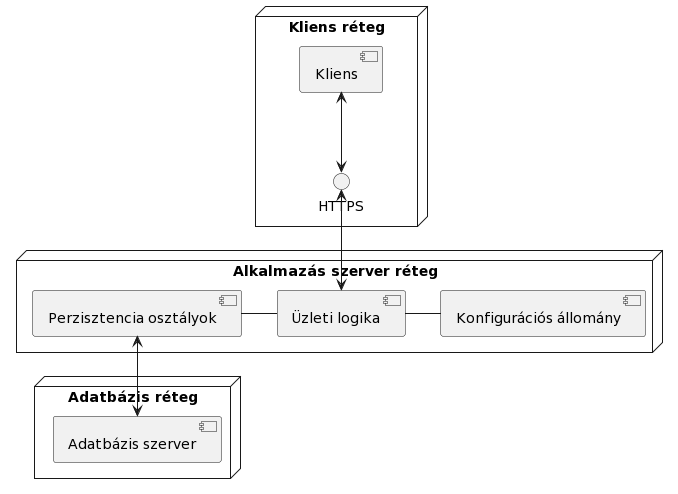 Kliens réteg
Kliens
HTTPS
Alkalmazás szerver réteg
Perzisztencia osztályok
Üzleti logika
Konfigurációs állomány
Adatbázis réteg
Adatbázis szerver